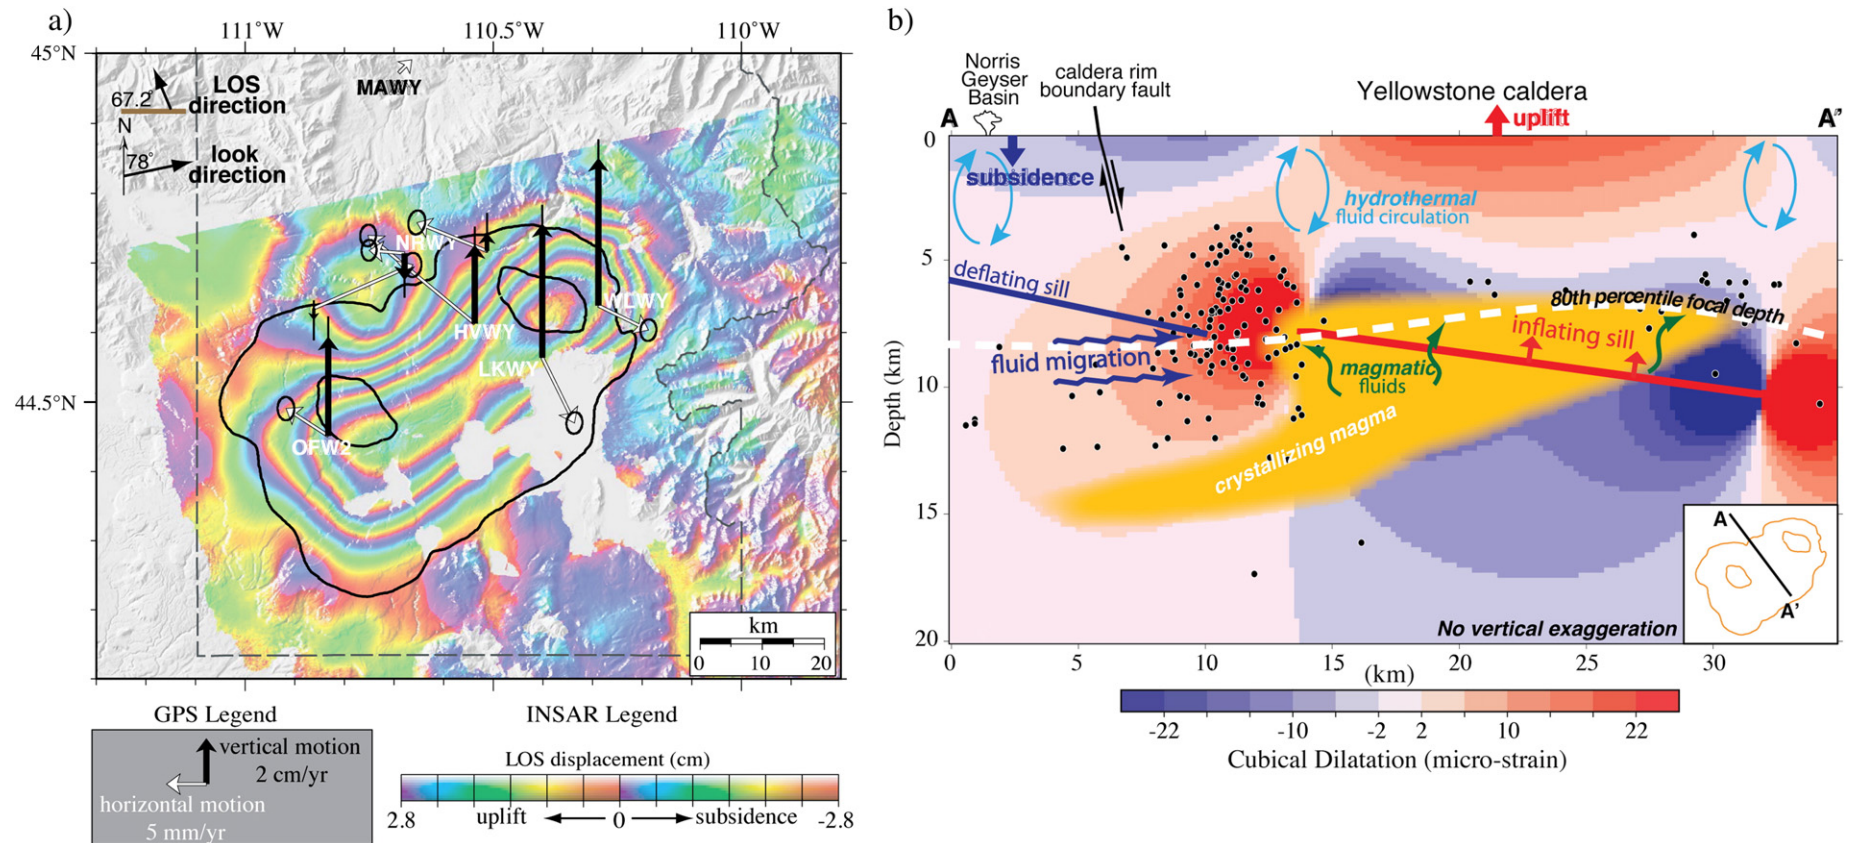 a)
111°W
110.5°W
110°W
45°N
44.5°N
67.2°
LOS
direction
N
78°
look
direction
MAWY
NRWY
WLWY
HVWY
LKWY
OFW2
km
0 10 20
GPS Legend
vertical motion
2 cm/yr
horizontal motion
5 mm/yr
INSAR Legend
LOS displacement (cm)
2.8 uplift 0 subsidence -2.8
b)
Norris
Geyser
Basin
caldera rim
boundary fault
Yellowstone caldera
A
uplift
A"
0
subsidence
hydrothermal
fluid circulation
5
deflating sill
80th percentile focal depth
inflating sill
fluid migration
magmatic
fluids
10
Depth (km)
crystallizing magma
15
A
A'
No vertical exaggeration
20
0 5 10 15 20 25 30
(km)
-22 -10 -2 2 10 22
Cubical Dilatation (micro-strain)